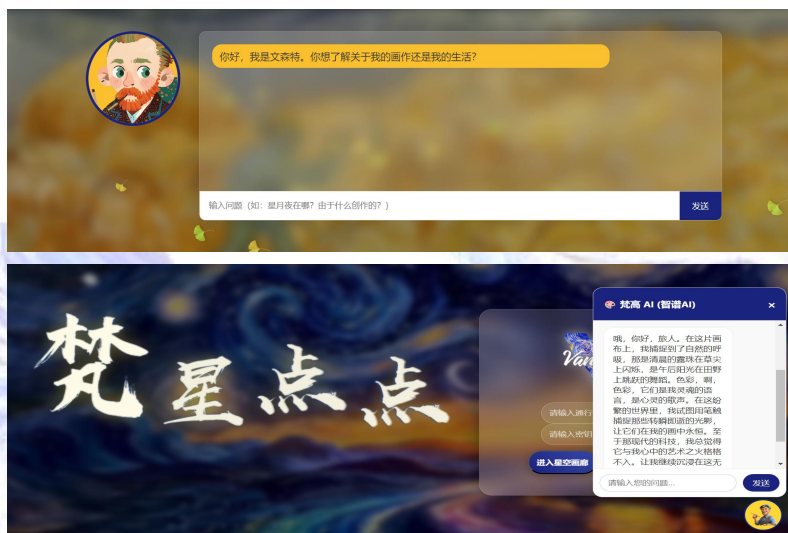 你好，我是文森特。你想了解关于我的画作还是我的生活？
输入问题（如：星月夜在哪？由于什么创作的？）
发送
梵星点点
Van
请输入通行
请输入密钥
进入星空画廊
梵高 AI (智谱AI)
×
哦，你好，旅人。在这片画
布上，我捕捉到了自然的呼
吸，那是清晨的露珠在草尖
上闪烁，是午后阳光在田野
上跳跃的舞蹈。色彩，啊，
色彩，它们是我灵魂的语
言，是心灵的歌声。在这纷
繁的世界里，我试图用笔触
捕捉那些转瞬即逝的光影，
让它们在我的画中永恒。至
于那现代的科技，我总觉得
它与我心中的艺术之火格格
不入。让我继续沉浸在这无
请输入您的问题...
发送